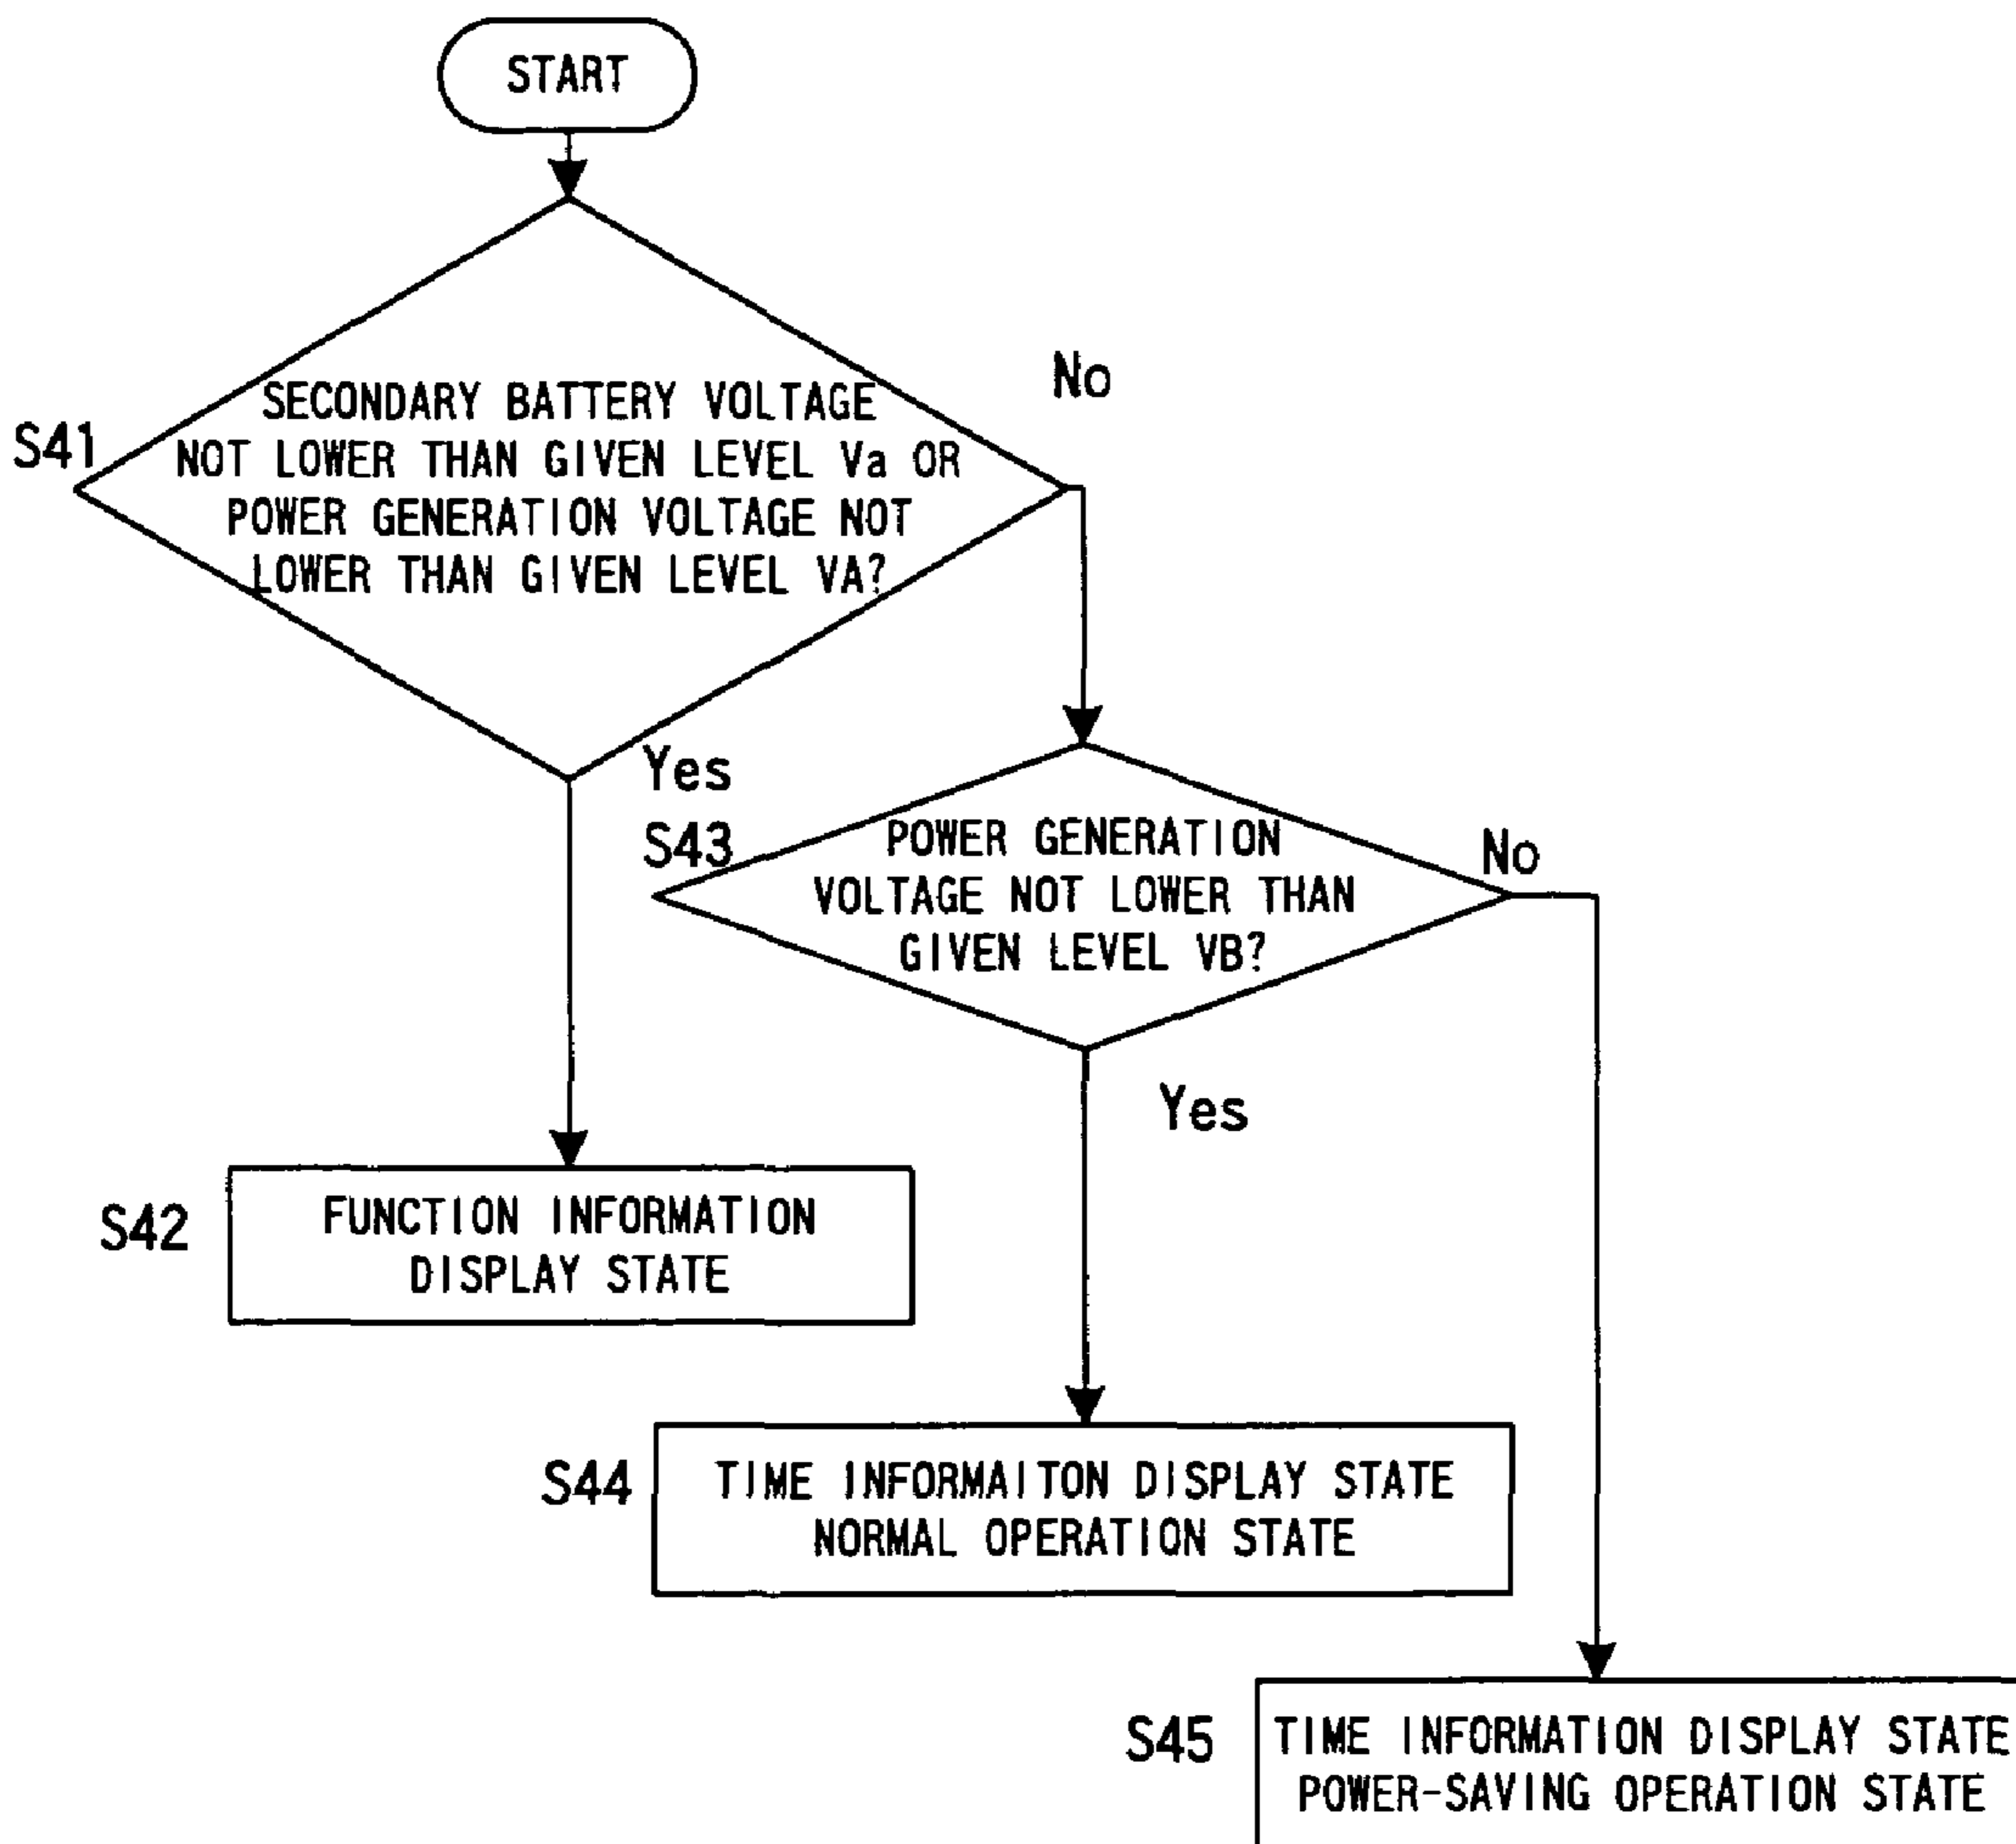 START
No
SECONDARY BATTERY VOLTAGE
S41
NOT LOWER THAN GIVEN LEVEL Va OR
POWER GENERATION VOLTAGE NOT
LOWER THAN GIVEN LEVEL VA?
Yes
S43
POWER GENERATION
No
VOLTAGE NOT LOWER THAN
GIVEN LEVEL VB?
Yes
S42
FUNCTION INFORMATION
DISPLAY STATE
S44
TIME INFORMAITON DISPLAY STATE
NORMAL OPERATION STATE
S45
TIME INFORMATION DISPLAY STATE
POWER-SAVING OPERATION STATE